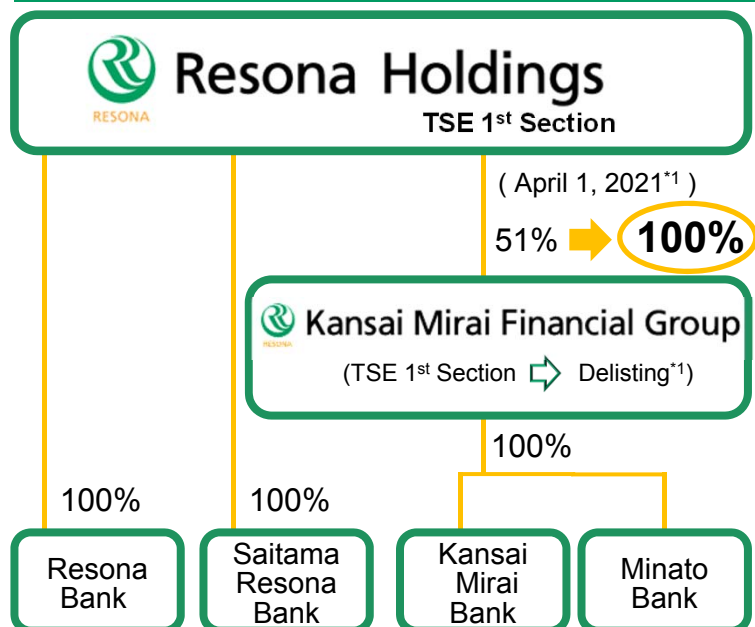 RESONA
Resona Holdings
TSE 1st Section
( April 1, 2021*1 )
51% 100%
RESONA
Kansai Mirai Financial Group
(TSE 1st Section Delisting*1)
100%
100% 100%
Resona
Bank
Saitama
Resona
Bank
Kansai
Mirai
Bank
Minato
Bank